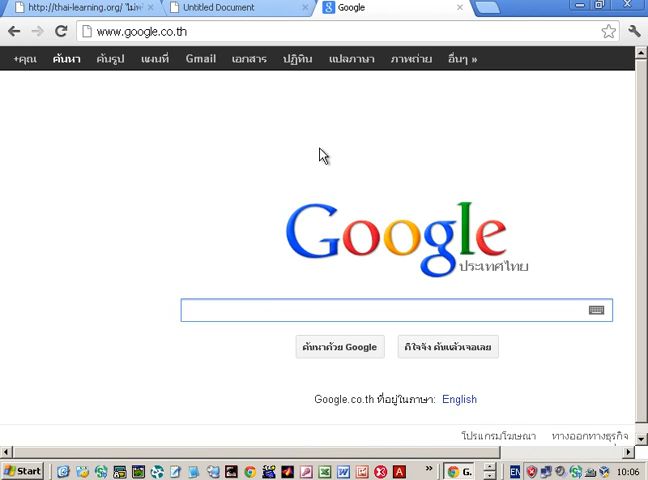 http://thai-learning.org/ ไม่พ Untitled Document Google
www.google.co.th
+คุณ ค้นหา ค้นรูป แผนที่ Gmail เอกสาร ปฏิทิน แปลภาษา ภาพถ่าย อื่นๆ »
Google
ประเทศไทย
ค้นหาด้วย Google ดีใจจัง ค้นแล้วเจอเลย
Google.co.th ที่อยู่ในภาษา: English
โปรแกรมโฆษณา ทางออกทางธุรกิจ
Start » G. EN 10:06